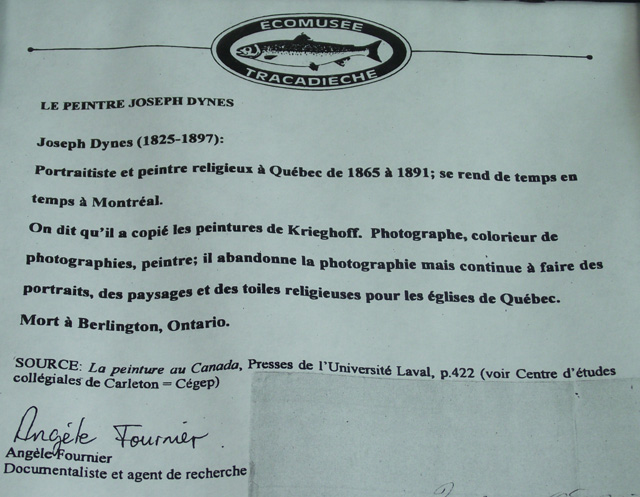 ECOMUSEE
TRACADIECHE
LE PEINTRE JOSEPH DYNES
Joseph Dynes (1825-1897):
Portraitiste et peintre religieux à Québec de 1865 à 1891; se rend de temps en
temps à Montréal.
On dit qu'il a copié les peintures de Krieghoff. Photographe, colorieur de
photographies, peintre; il abandonne la photographie mais continue à faire des
portraits, des paysages et des toiles religieuses pour les églises de Québec.
Mort à Berlington, Ontario.
SOURCE: La peinture au Canada, Presses de l'Université Laval, p.422 (voir Centre d'études
collégiales de Carleton = Cégep)
Angèle Fournier
Angèle Fournier
Documentaliste et agent de recherche